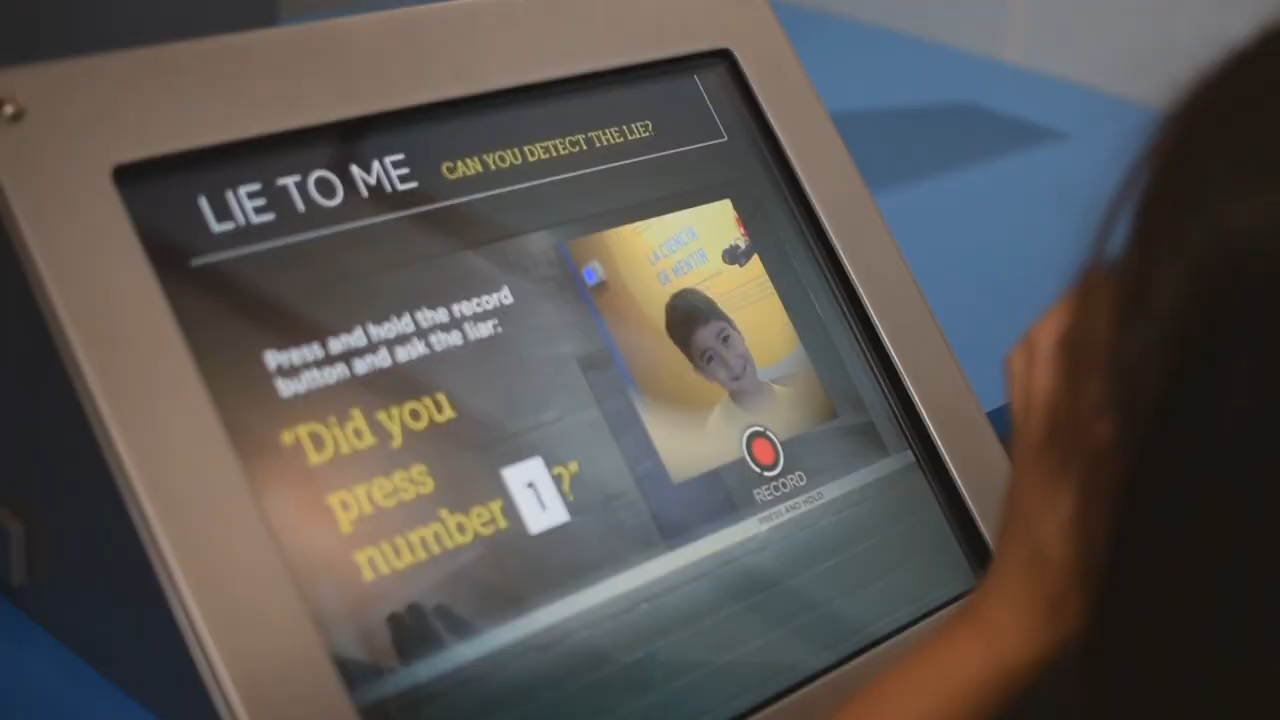 LIE TO ME CAN YOU DETECT THE LIE?
Press and hold the record
button and ask the liar:
"Did you
press
number 1?"
LA CIENCIA
DE MENTIR
RECORD
PRESS AND HOLD